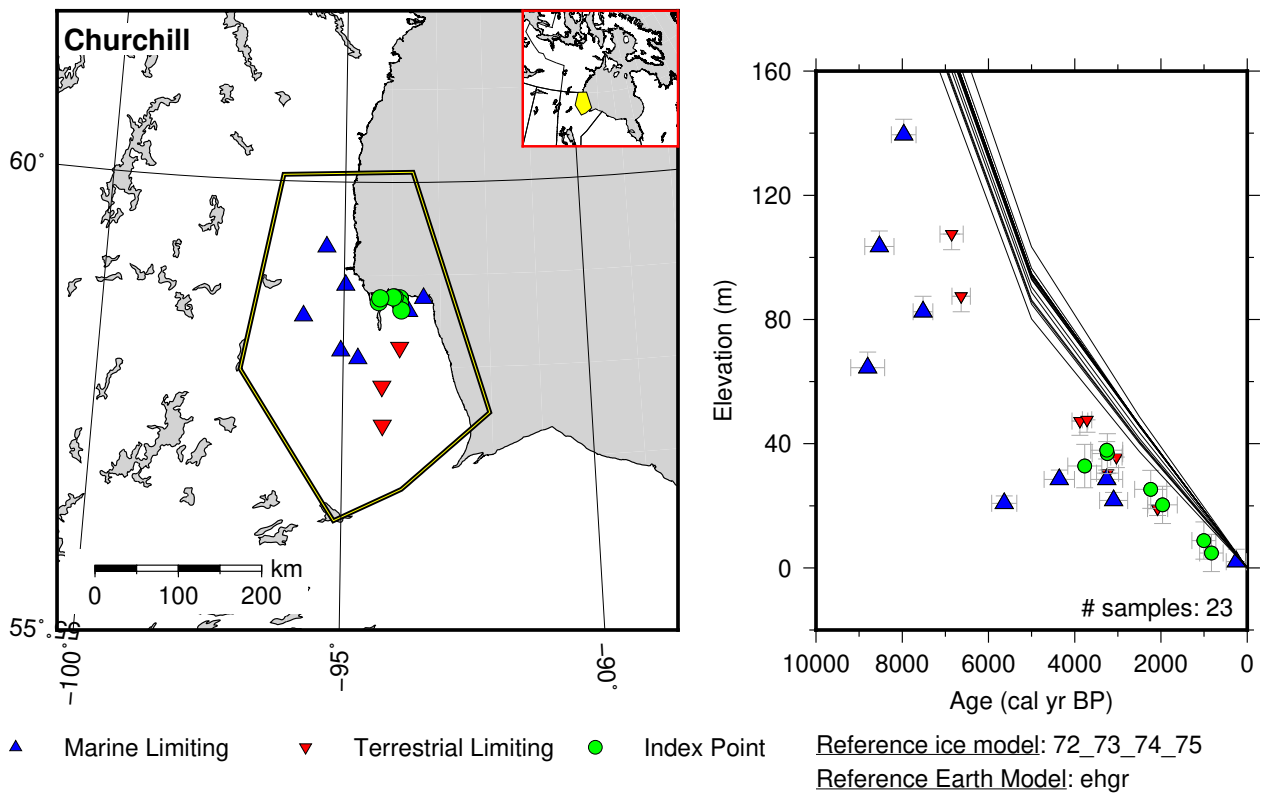 Churchill
60°
55°
55
-100°
-95°
-90°
km
0 100 200
160
120
80
40
0
Elevation (m)
# samples: 23
10000 8000 6000 4000 2000 0
Age (cal yr BP)
Marine Limiting Terrestrial Limiting Index Point
Reference ice model: 72_73_74_75
Reference Earth Model: ehgr